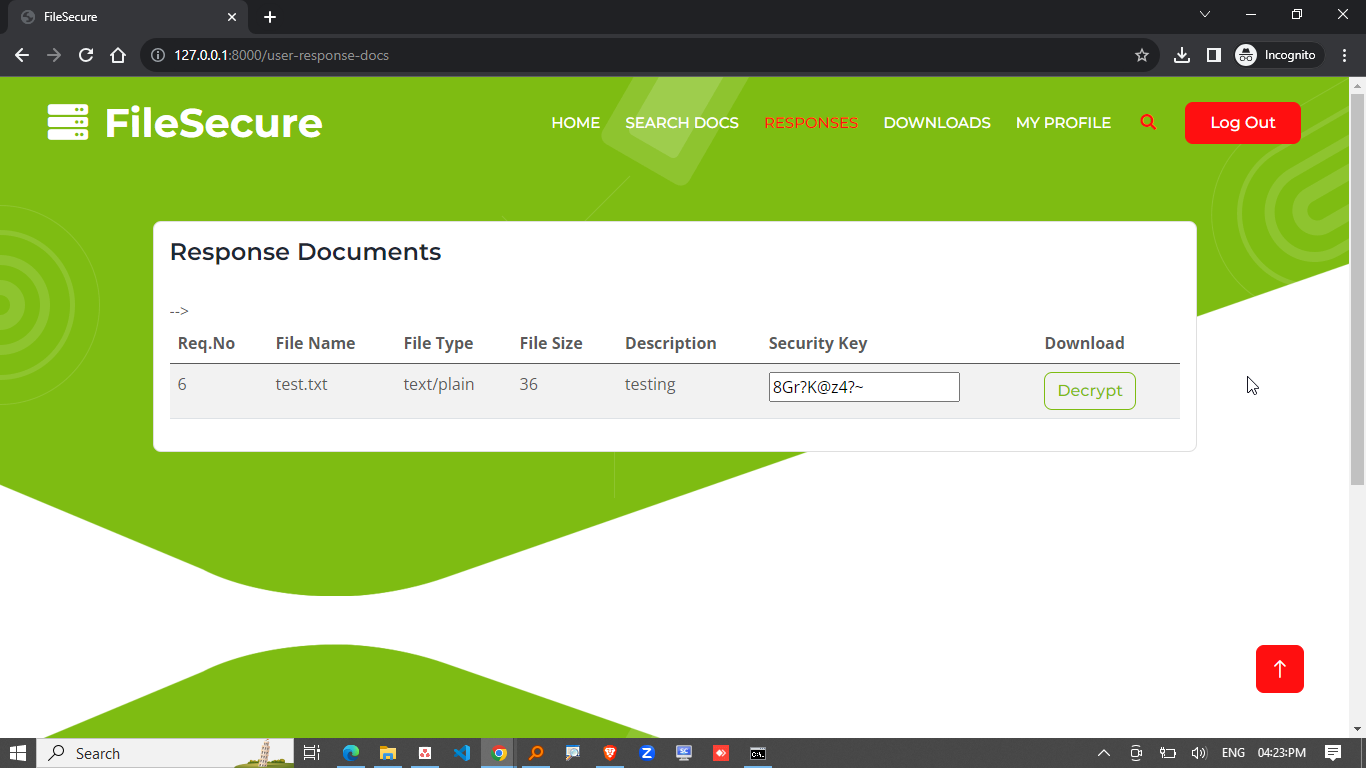 FileSecure
127.0.0.1:8000/user-response-docs
Incognito
FileSecure
HOME SEARCH DOCS RESPONSES DOWNLOADS MY PROFILE Log Out
Response Documents
-->
Req.No File Name File Type File Size Description Security Key Download
6 test.txt text/plain 36 testing 8Gr?K@z4?~ Decrypt
Search
ENG 04:23:PM